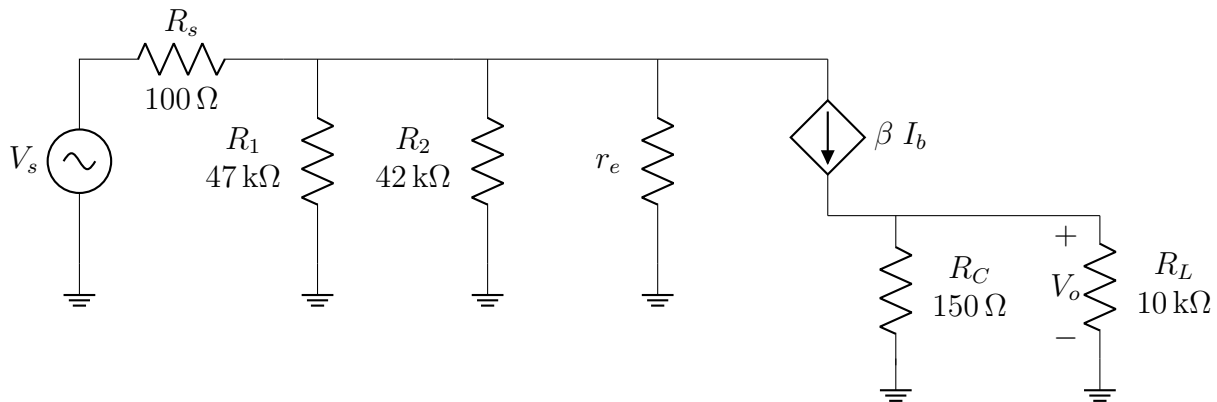 R_s
100 Ω
V_s
R_1
47 kΩ
R_2
42 kΩ
r_e
β I_b
R_C
150 Ω
+
V_o
−
R_L
10 kΩ